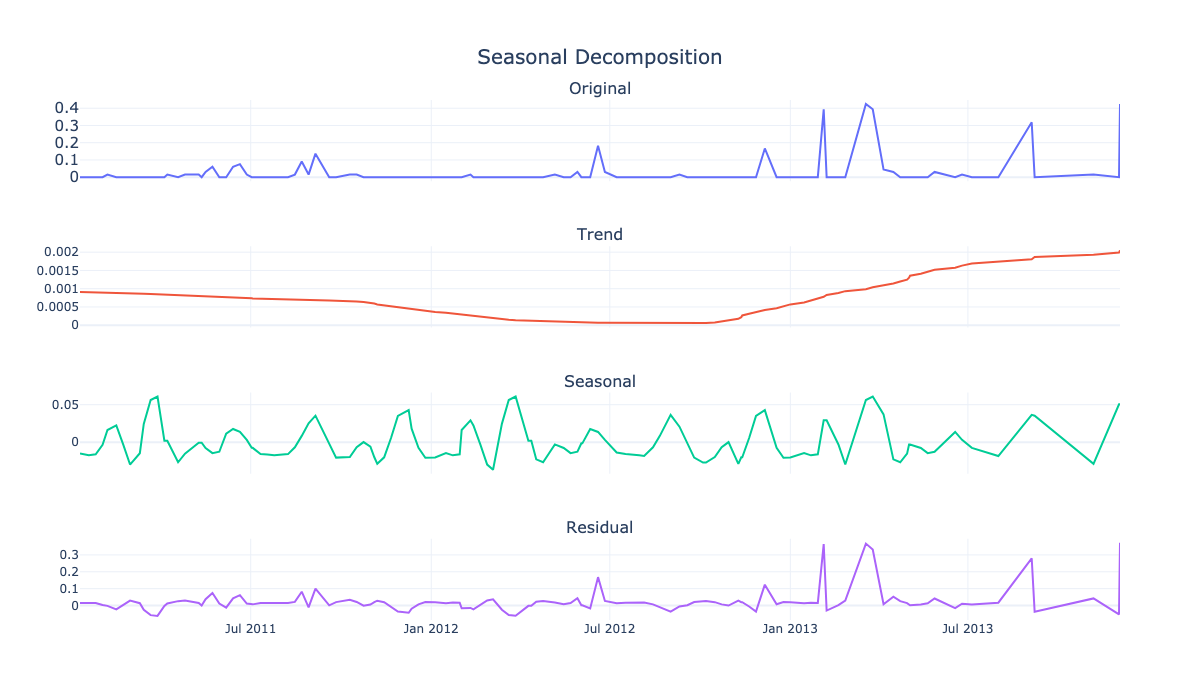 Seasonal Decomposition
Original
0.4
0.3
0.2
0.1
0
Trend
0.002
0.0015
0.001
0.0005
0
Seasonal
0.05
0
Residual
0.3
0.2
0.1
0
Jul 2011 Jan 2012 Jul 2012 Jan 2013 Jul 2013